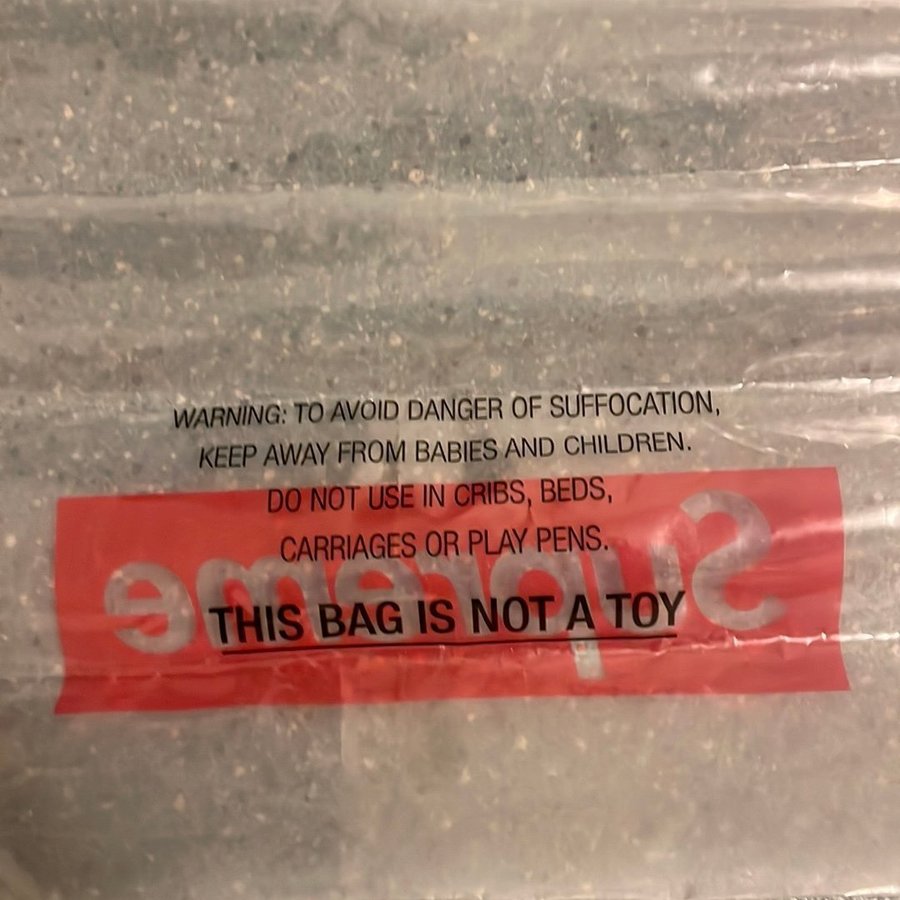 WARNING: TO AVOID DANGER OF SUFFOCATION,
KEEP AWAY FROM BABIES AND CHILDREN.
DO NOT USE IN CRIBS, BEDS,
CARRIAGES OR PLAY PENS.
THIS BAG IS NOT A TOY
Supreme